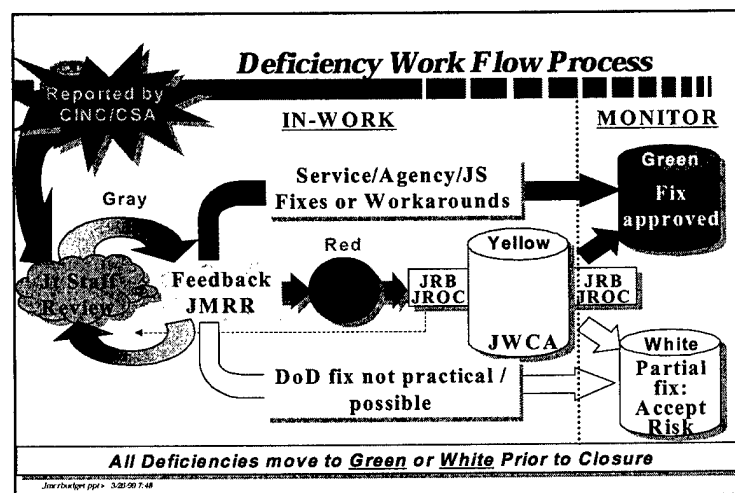 Deficiency Work Flow Process
Reported by
CINC/CSA
IN-WORK
MONITOR
Gray
Service/Agency/JS
Fixes or Workarounds
Green
Fix
approved
Red
Yellow
Jt Staff
Review
Feedback
JMRR
JRB
JROC
JWCA
JRB
JROC
DoD fix not practical /
possible
White
Partial
fix:
Accept
Risk
All Deficiencies move to Green or White Prior to Closure